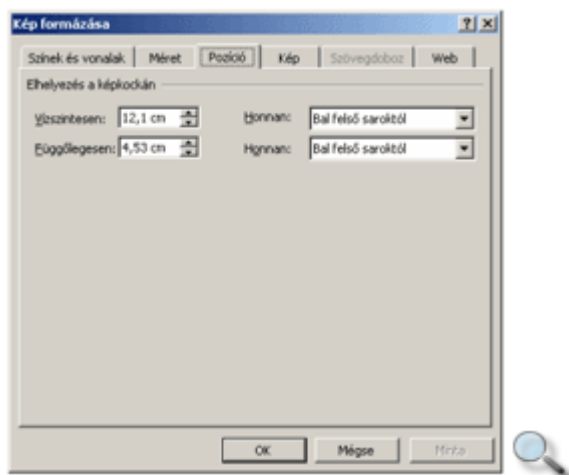 Kép formázása
Színek és vonalak Méret Pozíció Kép Szövegdoboz Web
Elhelyezés a képkockán
Vízszintesen: 12,1 cm Honnan: Bal felső saroktól
Függőlegesen: 4,53 cm Honnan: Bal felső saroktól
OK Mégse Minta